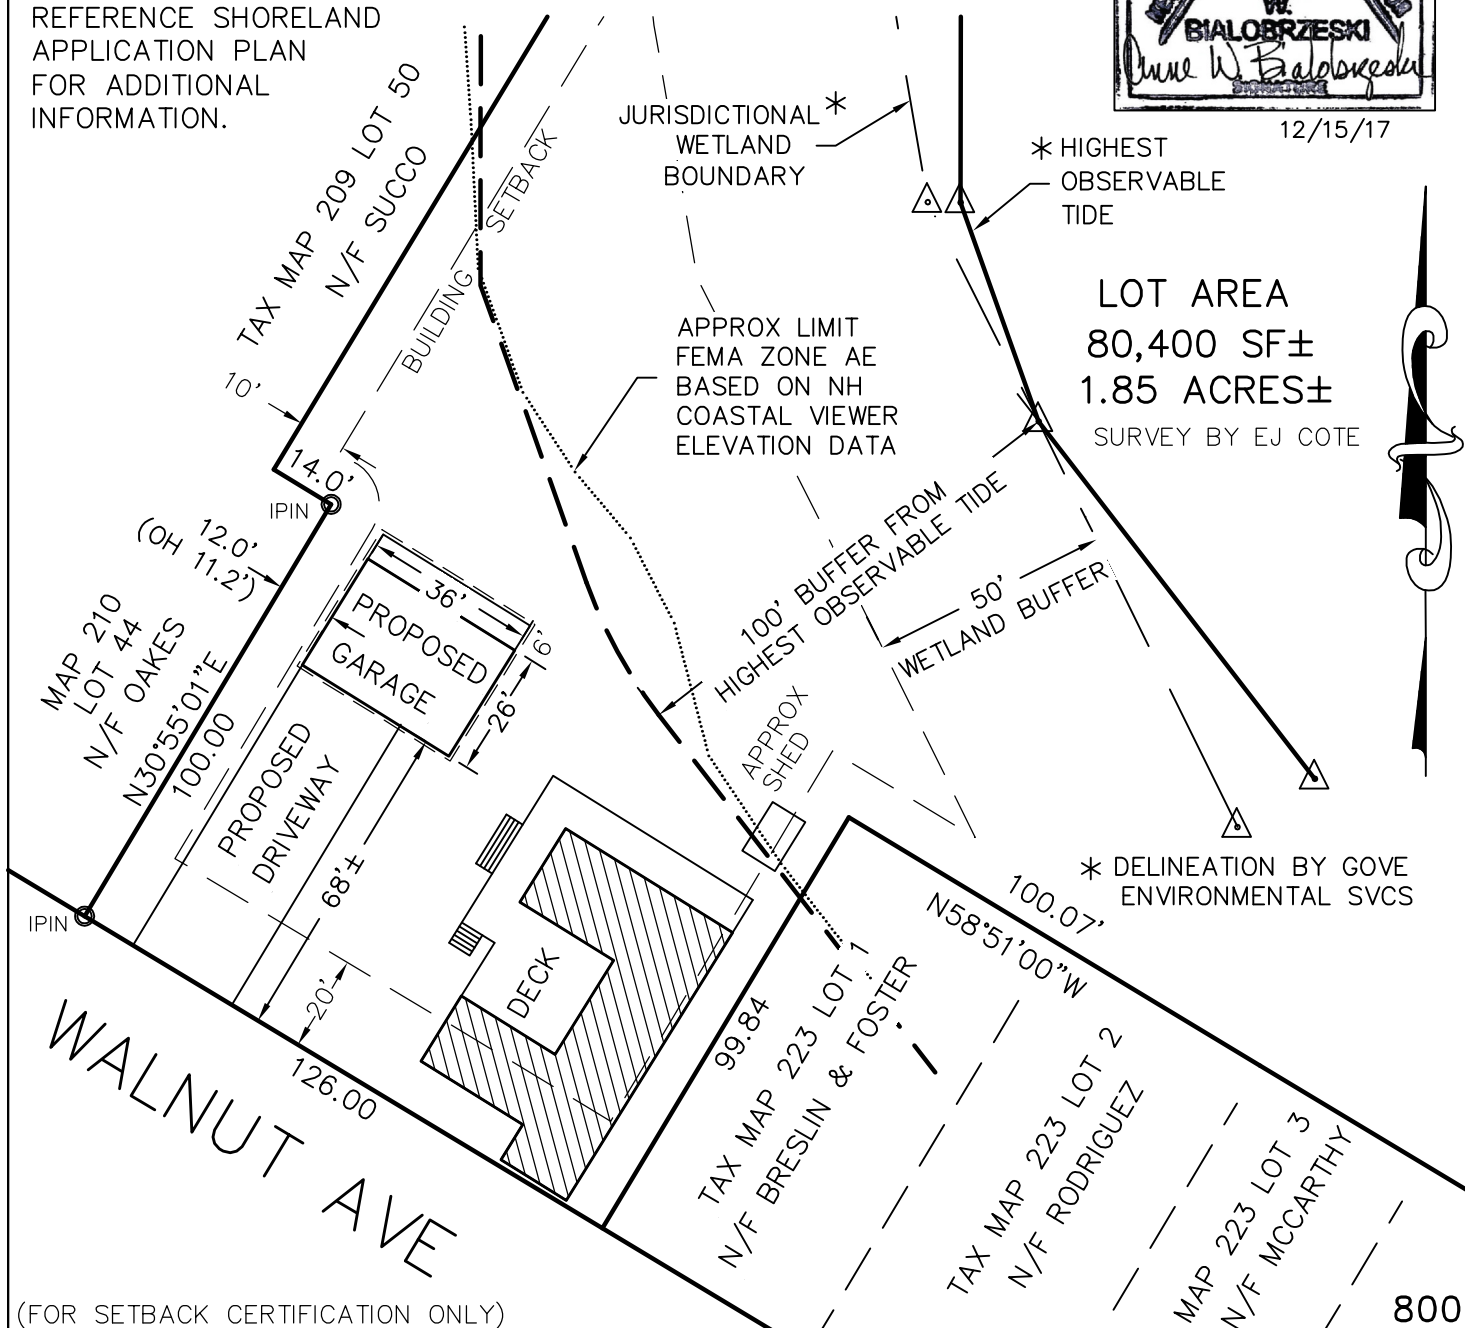 REFERENCE SHORELAND
APPLICATION PLAN
FOR ADDITIONAL
INFORMATION.
W.
BIALOBRZESKI
Anne W. Bialobrzeski
SIGNATURE
12/15/17
TAX MAP 209 LOT 50
N/F SUCCO
BUILDING SETBACK
JURISDICTIONAL *
WETLAND
BOUNDARY
* HIGHEST
OBSERVABLE
TIDE
LOT AREA
80,400 SF±
1.85 ACRES±
SURVEY BY EJ COTE
APPROX LIMIT
FEMA ZONE AE
BASED ON NH
COASTAL VIEWER
ELEVATION DATA
10'
14.0'
IPIN
12.0'
(OH 11.2')
MAP 210
LOT 44
N/F OAKES
N30°55'01"E
100.00
36'
PROPOSED
GARAGE
6'
26'
100' BUFFER FROM
HIGHEST OBSERVABLE TIDE
50'
WETLAND BUFFER
APPROX
SHED
PROPOSED
DRIVEWAY
68'±
20'
DECK
IPIN
* DELINEATION BY GOVE
ENVIRONMENTAL SVCS
100.07'
N58°51'00"W
99.84
126.00
WALNUT AVE
TAX MAP 223 LOT 1
N/F BRESLIN & FOSTER
TAX MAP 223 LOT 2
N/F RODRIGUEZ
MAP 223 LOT 3
N/F MCCARTHY
(FOR SETBACK CERTIFICATION ONLY)
800